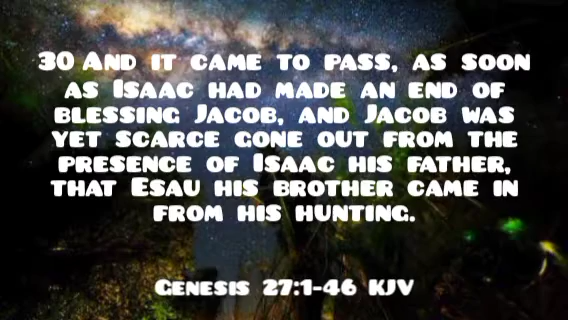 30 And it came to pass, as soon
as Isaac had made an end of
blessing Jacob, and Jacob was
yet scarce gone out from the
presence of Isaac his father,
that Esau his brother came in
from his hunting.
Genesis 27:1-46 KJV